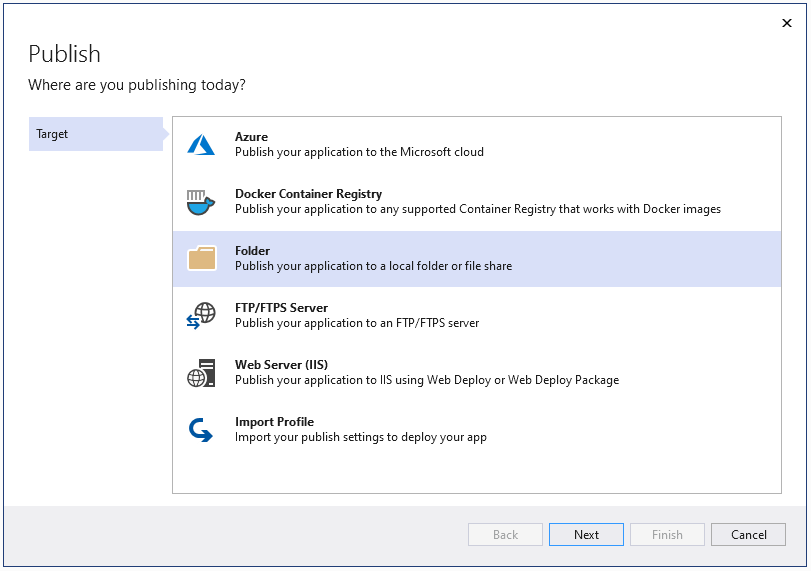 Publish
Where are you publishing today?
Target
Azure
Publish your application to the Microsoft cloud
Docker Container Registry
Publish your application to any supported Container Registry that works with Docker images
Folder
Publish your application to a local folder or file share
FTP/FTPS Server
Publish your application to an FTP/FTPS server
Web Server (IIS)
Publish your application to IIS using Web Deploy or Web Deploy Package
Import Profile
Import your publish settings to deploy your app
Back Next Finish Cancel